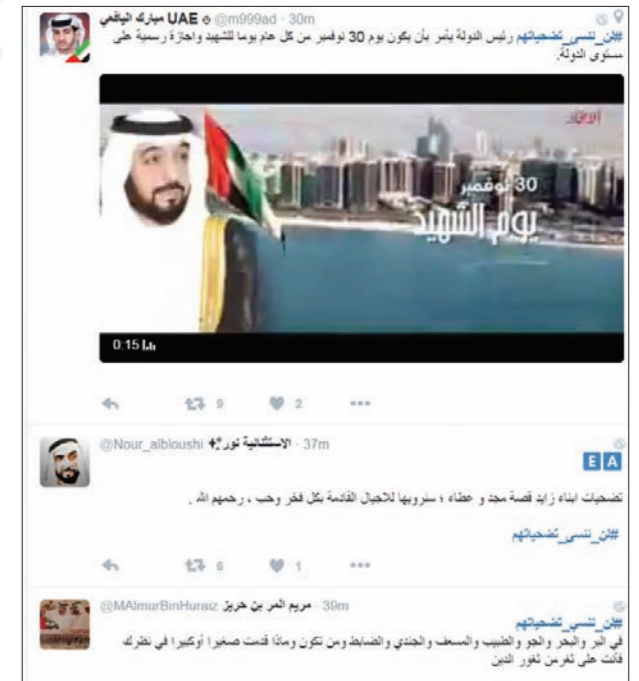 مبارك اليافعي UAE @m999ad · 30m
#لن_ننسى_تضحياتهم رئيس الدولة يأمر بأن يكون يوم 30 نوفمبر من كل عام يوما للشهيد واجازة رسمية على
مستوى الدولة.
30 نوفمبر
يوم الشهيد
0:15
9 2
الاستثنائية نور @Nour_albloushi · 37m
E A
تضحيات ابناء زايد قصة مجد و عطاء ؛ سنرويها للاجيال القادمة بكل فخر وحب ، رحمهم الله .
#لن_ننسى_تضحياتهم
6 1
مريم المر بن حريز @MAlmurBinHuraiz · 39m
#لن_ننسى_تضحياتهم
في البر والبحر والجو والطبيب والمسعف والجندي والضابط ومن تكون وماذا قدمت صغيرا أوكبيرا في نظرك
فأنت على ثغر من ثغور الدين